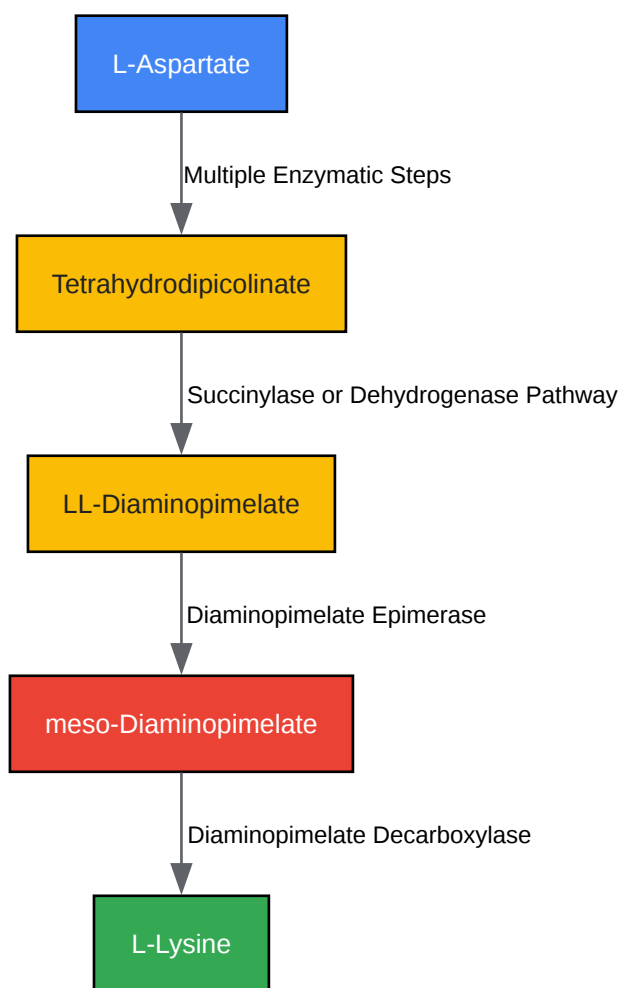 L-Aspartate
Multiple Enzymatic Steps
Tetrahydrodipicolinate
Succinylase or Dehydrogenase Pathway
LL-Diaminopimelate
Diaminopimelate Epimerase
meso-Diaminopimelate
Diaminopimelate Decarboxylase
L-Lysine